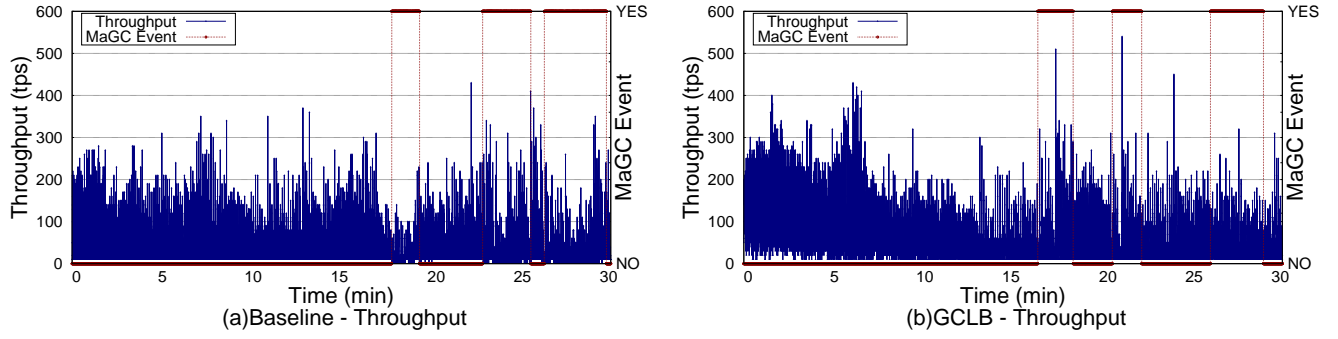 600
500
400
300
200
100
0
Throughput (tps)
Throughput
MaGC Event
YES
NO
MaGC Event
0 5 10 15 20 25 30
Time (min)
(a)Baseline - Throughput
600
500
400
300
200
100
0
Throughput (tps)
Throughput
MaGC Event
YES
NO
MaGC Event
0 5 10 15 20 25 30
Time (min)
(b)GCLB - Throughput